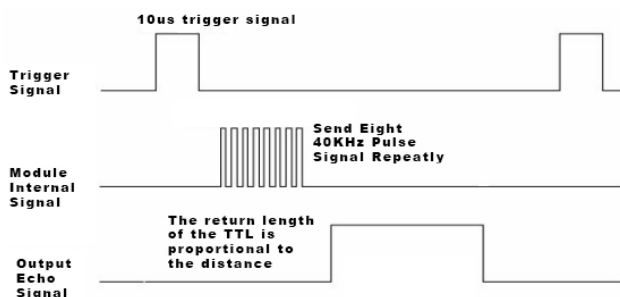 10us trigger signal
Trigger
Signal
Send Eight
40KHz Pulse
Signal Repeatly
Module
Internal
Signal
The return length
of the TTL is
proportional to
the distance
Output
Echo
Signal